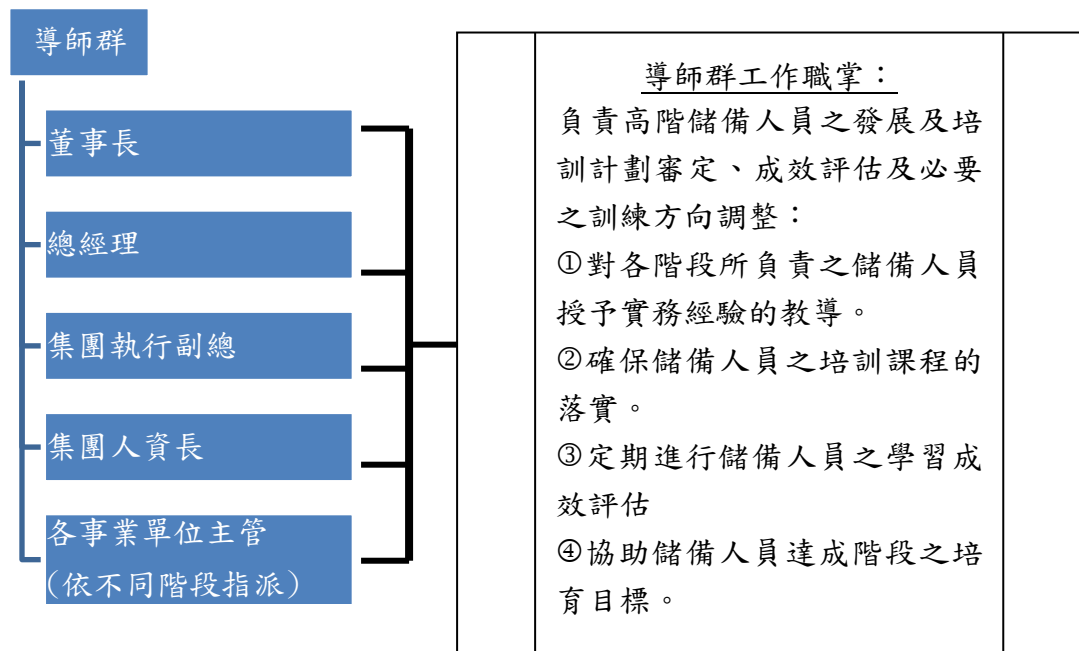 導師群
董事長
總經理
集團執行副總
集團人資長
各事業單位主管
(依不同階段指派)
導師群工作職掌：
負責高階儲備人員之發展及培
訓計劃審定、成效評估及必要
之訓練方向調整：
①對各階段所負責之儲備人員
授予實務經驗的教導。
②確保儲備人員之培訓課程的
落實。
③定期進行儲備人員之學習成
效評估
④協助儲備人員達成階段之培
育目標。